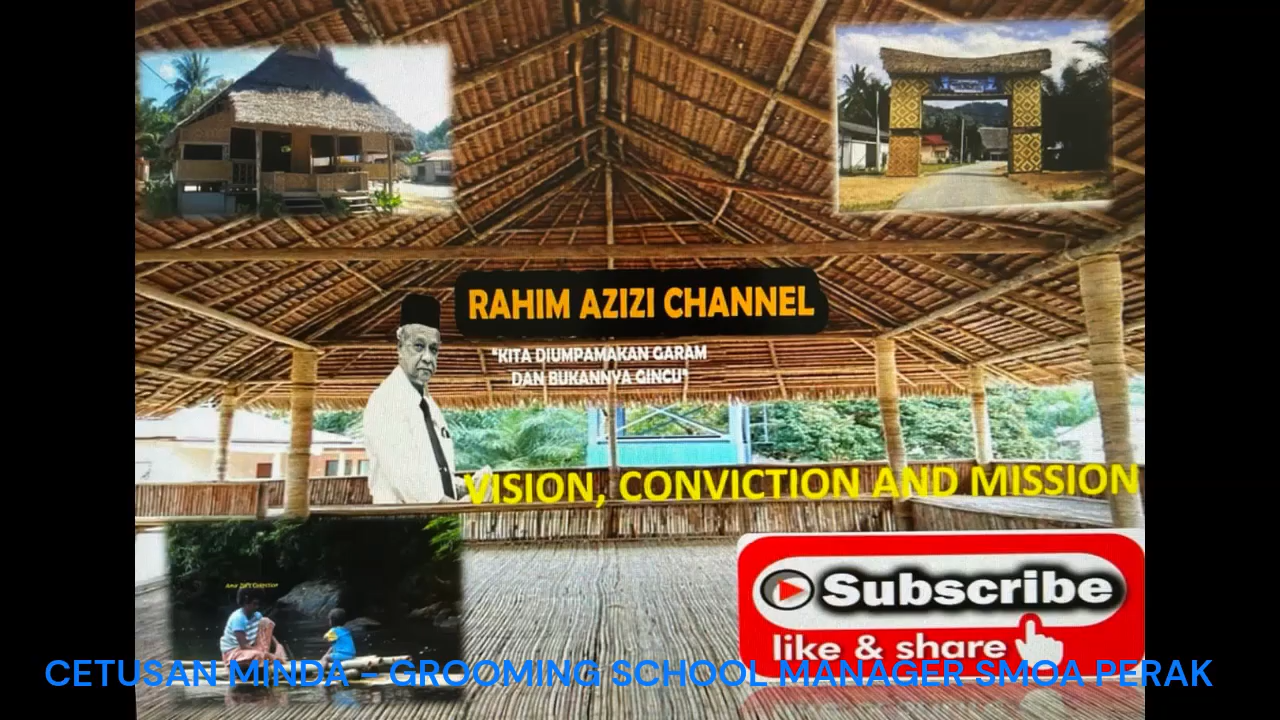 RAHIM AZIZI CHANNEL
"KITA DIUMPAMAKAN GARAM
DAN BUKANNYA GINCU"
VISION, CONVICTION AND MISSION
Subscribe
like & share
CETUSAN MINDA - GROOMING SCHOOL MANAGER SMOA PERAK